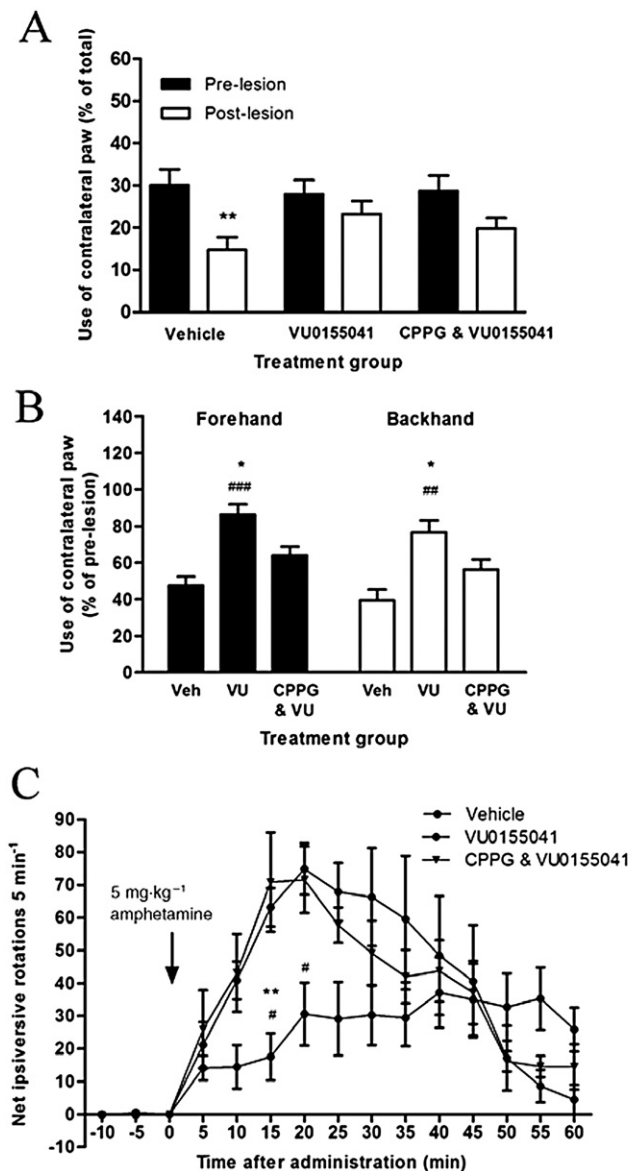 A
Use of contralateral paw (% of total)
60
50
40
30
20
10
0
Pre-lesion
Post-lesion
**
Vehicle VU0155041 CPPG & VU0155041
Treatment group
B
Use of contralateral paw
(% of pre-lesion)
140
120
100
80
60
40
20
0
Forehand Backhand
* *
### ##
Veh VU CPPG & VU Veh VU CPPG & VU
Treatment group
C
Net ipsiversive rotations 5 min⁻¹
90
80
70
60
50
40
30
20
10
0
-10
Vehicle
VU0155041
CPPG & VU0155041
5 mg·kg⁻¹
amphetamine
#
**
#
-10 -5 0 5 10 15 20 25 30 35 40 45 50 55 60
Time after administration (min)